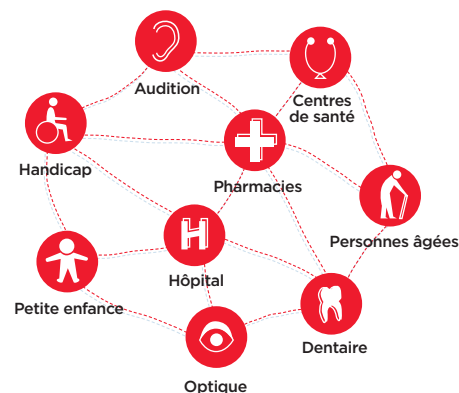 Audition
Centres
de santé
Handicap
Pharmacies
Personnes âgées
Hôpital
Petite enfance
Dentaire
Optique